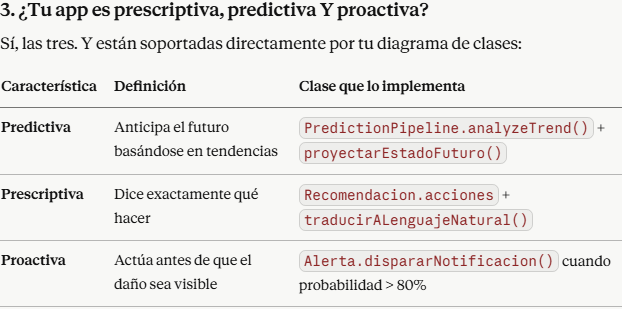 3. ¿Tu app es prescriptiva, predictiva Y proactiva?
Sí, las tres. Y están soportadas directamente por tu diagrama de clases:
Característica Definición Clase que lo implementa
Predictiva Anticipa el futuro PredictionPipeline.analyzeTrend() +
basándose en tendencias proyectarEstadoFuturo()
Prescriptiva Dice exactamente qué Recomendacion.acciones +
hacer traducirALenguajeNatural()
Proactiva Actúa antes de que el Alerta.dispararNotificacion() cuando
daño sea visible probabilidad > 80%